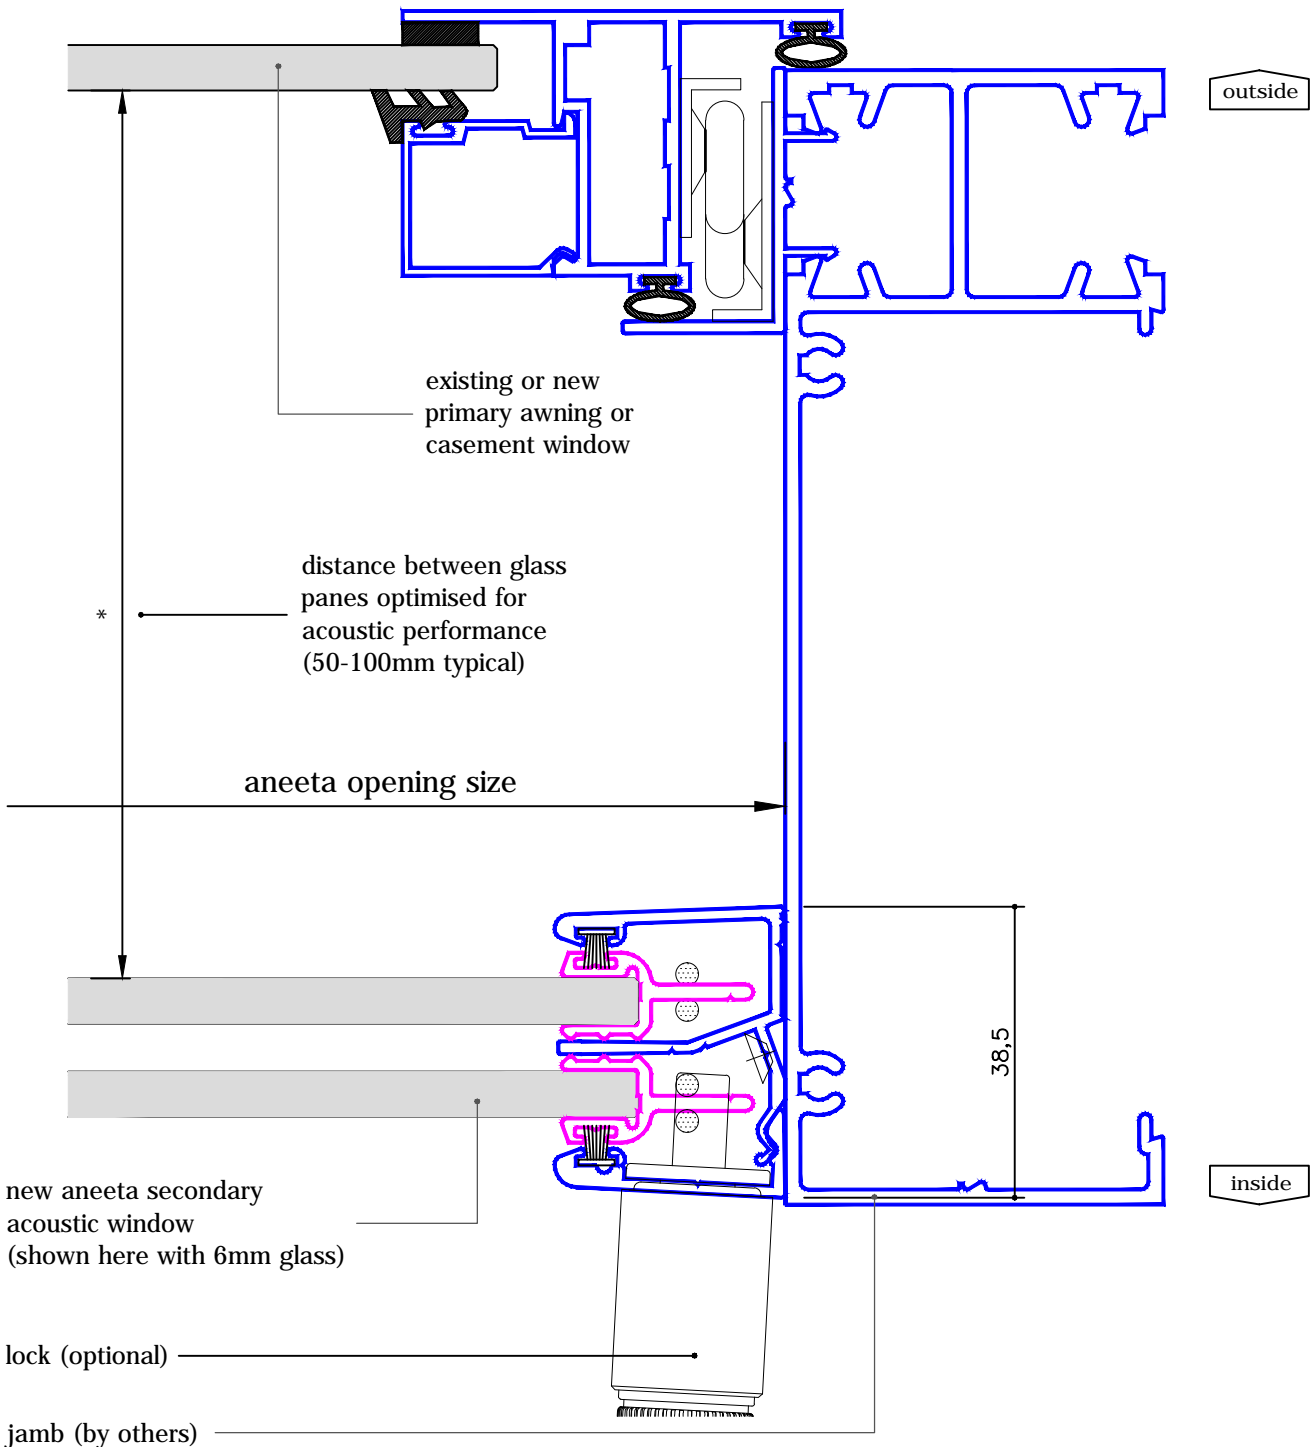 outside
existing or new
primary awning or
casement window
distance between glass
panes optimised for
acoustic performance
(50-100mm typical)
*
aneeta opening size
38,5
new aneeta secondary
acoustic window
(shown here with 6mm glass)
inside
lock (optional)
jamb (by others)